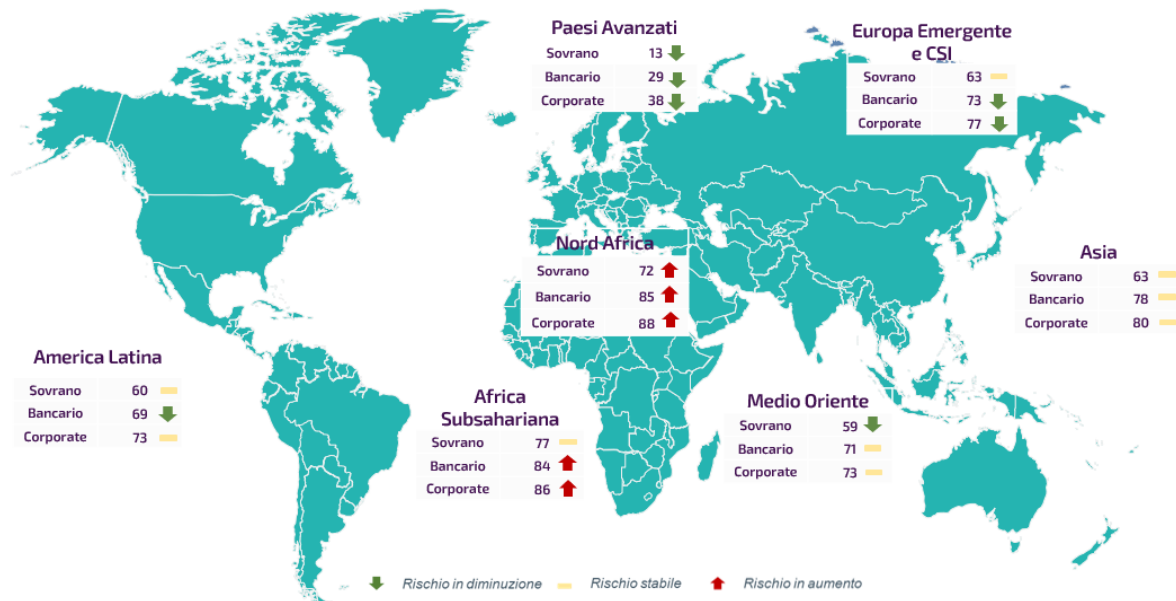 Paesi Avanzati
Sovrano 13
Bancario 29
Corporate 38
Europa Emergente
e CSI
Sovrano 63
Bancario 73
Corporate 77
Nord Africa
Sovrano 72
Bancario 85
Corporate 88
Asia
Sovrano 63
Bancario 78
Corporate 80
America Latina
Sovrano 60
Bancario 69
Corporate 73
Africa
Subsahariana
Sovrano 77
Bancario 84
Corporate 86
Medio Oriente
Sovrano 59
Bancario 71
Corporate 73
Rischio in diminuzione Rischio stabile Rischio in aumento